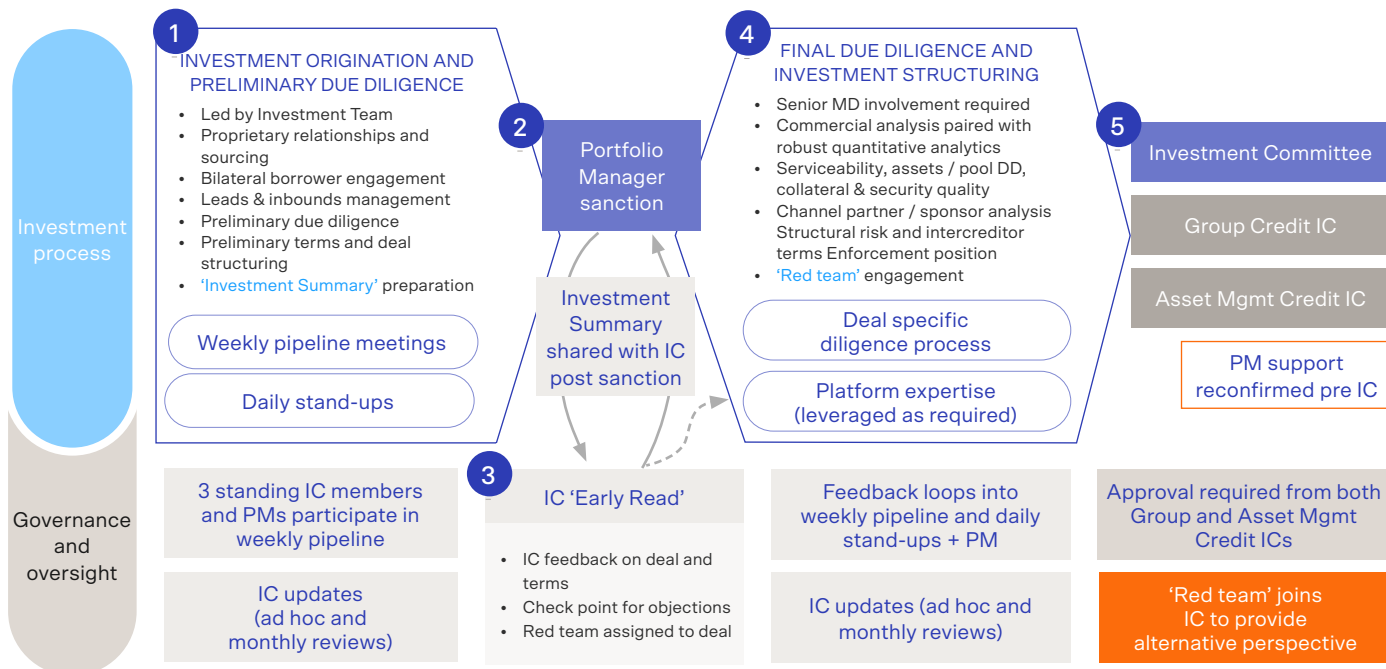 Investment
process
Governance
and
oversight
1
INVESTMENT ORIGINATION AND
PRELIMINARY DUE DILIGENCE
• Led by Investment Team
• Proprietary relationships and
sourcing
• Bilateral borrower engagement
• Leads & inbounds management
• Preliminary due diligence
• Preliminary terms and deal
structuring
• ‘Investment Summary’ preparation
Weekly pipeline meetings
Daily stand-ups
3 standing IC members
and PMs participate in
weekly pipeline
IC updates
(ad hoc and
monthly reviews)
2
Portfolio
Manager
sanction
Investment
Summary
shared with IC
post sanction
3
IC ‘Early Read’
• IC feedback on deal and
terms
• Check point for objections
• Red team assigned to deal
4
FINAL DUE DILIGENCE AND
INVESTMENT STRUCTURING
• Senior MD involvement required
• Commercial analysis paired with
robust quantitative analytics
• Serviceability, assets / pool DD,
collateral & security quality
• Channel partner / sponsor analysis
Structural risk and intercreditor
terms Enforcement position
• ‘Red team’ engagement
Deal specific
diligence process
Platform expertise
(leveraged as required)
Feedback loops into
weekly pipeline and daily
stand-ups + PM
IC updates (ad hoc and
monthly reviews)
5
Investment Committee
Group Credit IC
Asset Mgmt Credit IC
PM support
reconfirmed pre IC
Approval required from both
Group and Asset Mgmt
Credit ICs
‘Red team’ joins
IC to provide
alternative perspective